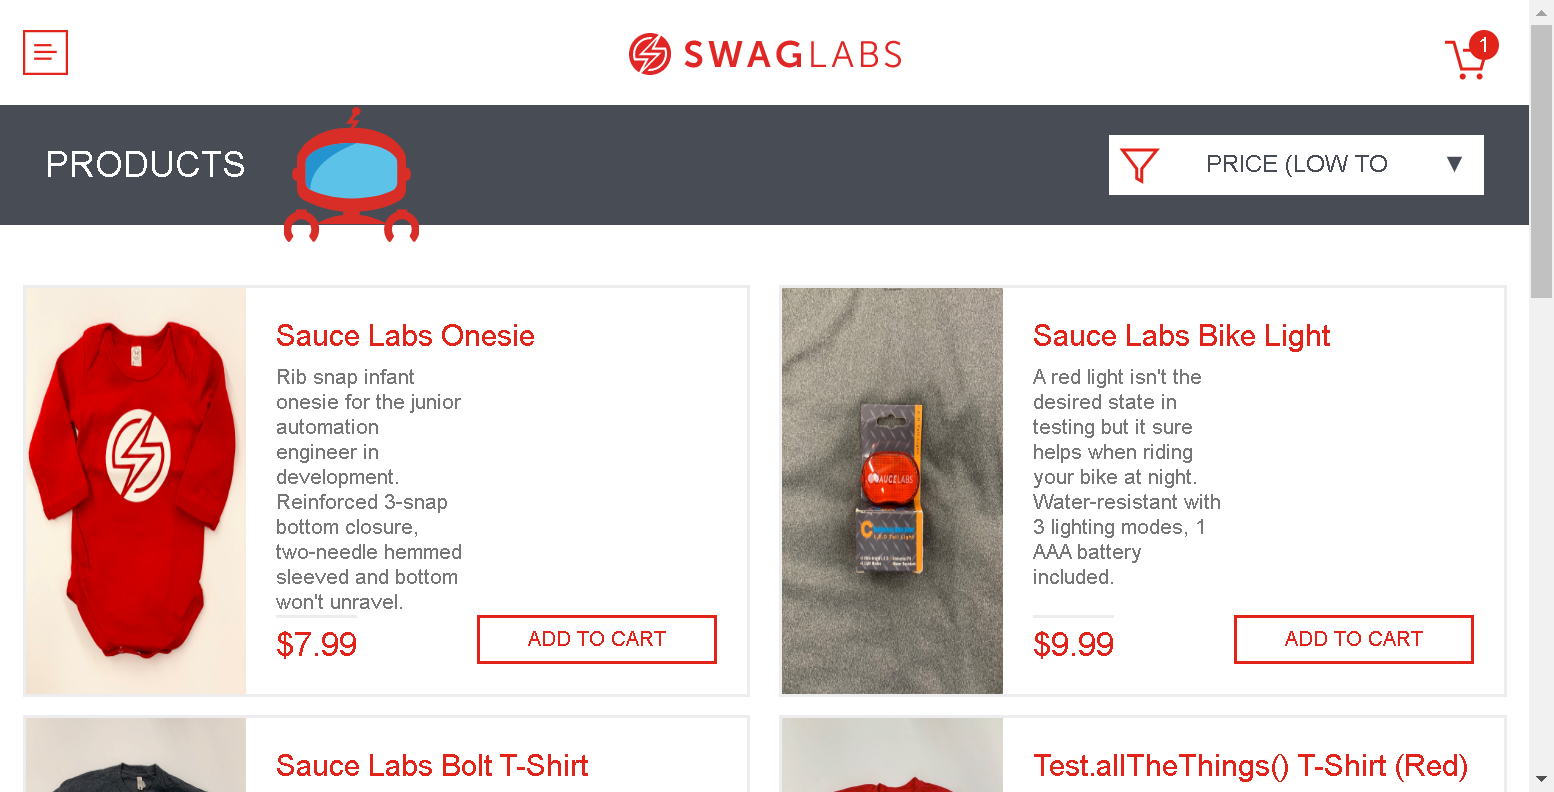 SWAGLABS
1
PRODUCTS
PRICE (LOW TO
Sauce Labs Onesie
Rib snap infant
onesie for the junior
automation
engineer in
development.
Reinforced 3-snap
bottom closure,
two-needle hemmed
sleeved and bottom
won't unravel.
$7.99
ADD TO CART
Sauce Labs Bike Light
A red light isn't the
desired state in
testing but it sure
helps when riding
your bike at night.
Water-resistant with
3 lighting modes, 1
AAA battery
included.
$9.99
ADD TO CART
SAUCELABS
Sauce Labs Bolt T-Shirt
Test.allTheThings() T-Shirt (Red)